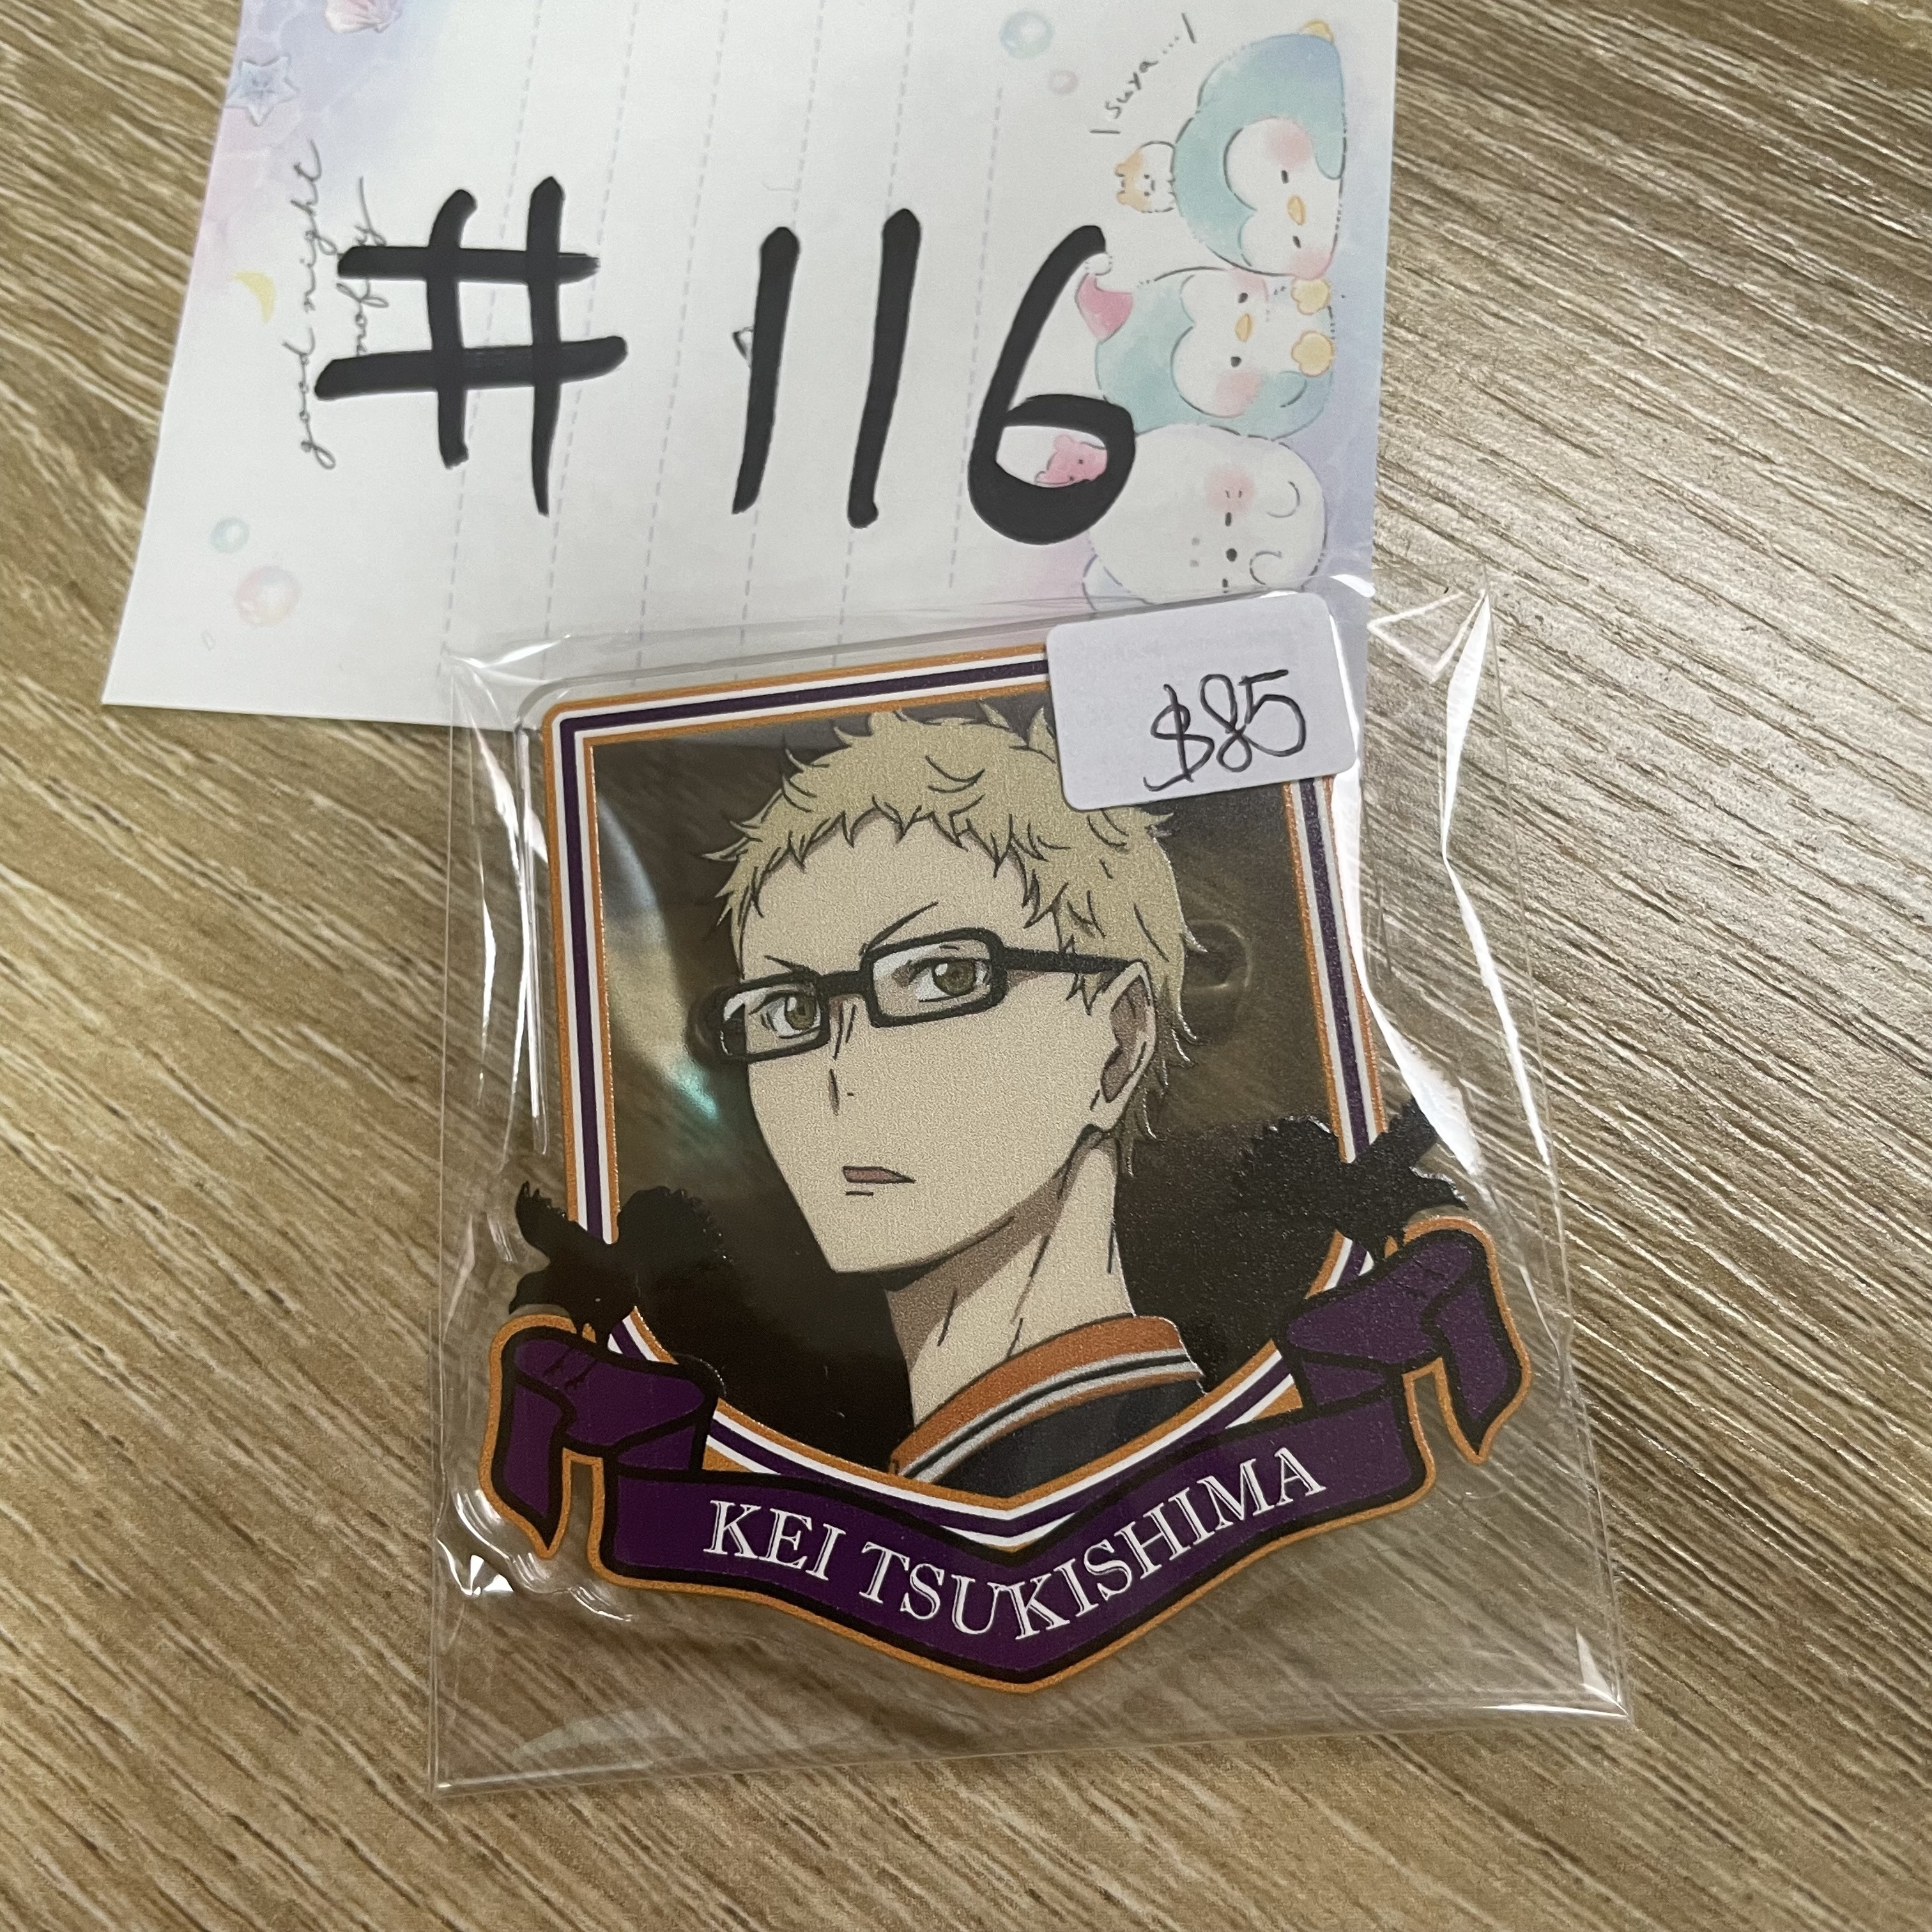 \ suya... /
good night
mofy
# 116
$85
KEI TSUKISHIMA